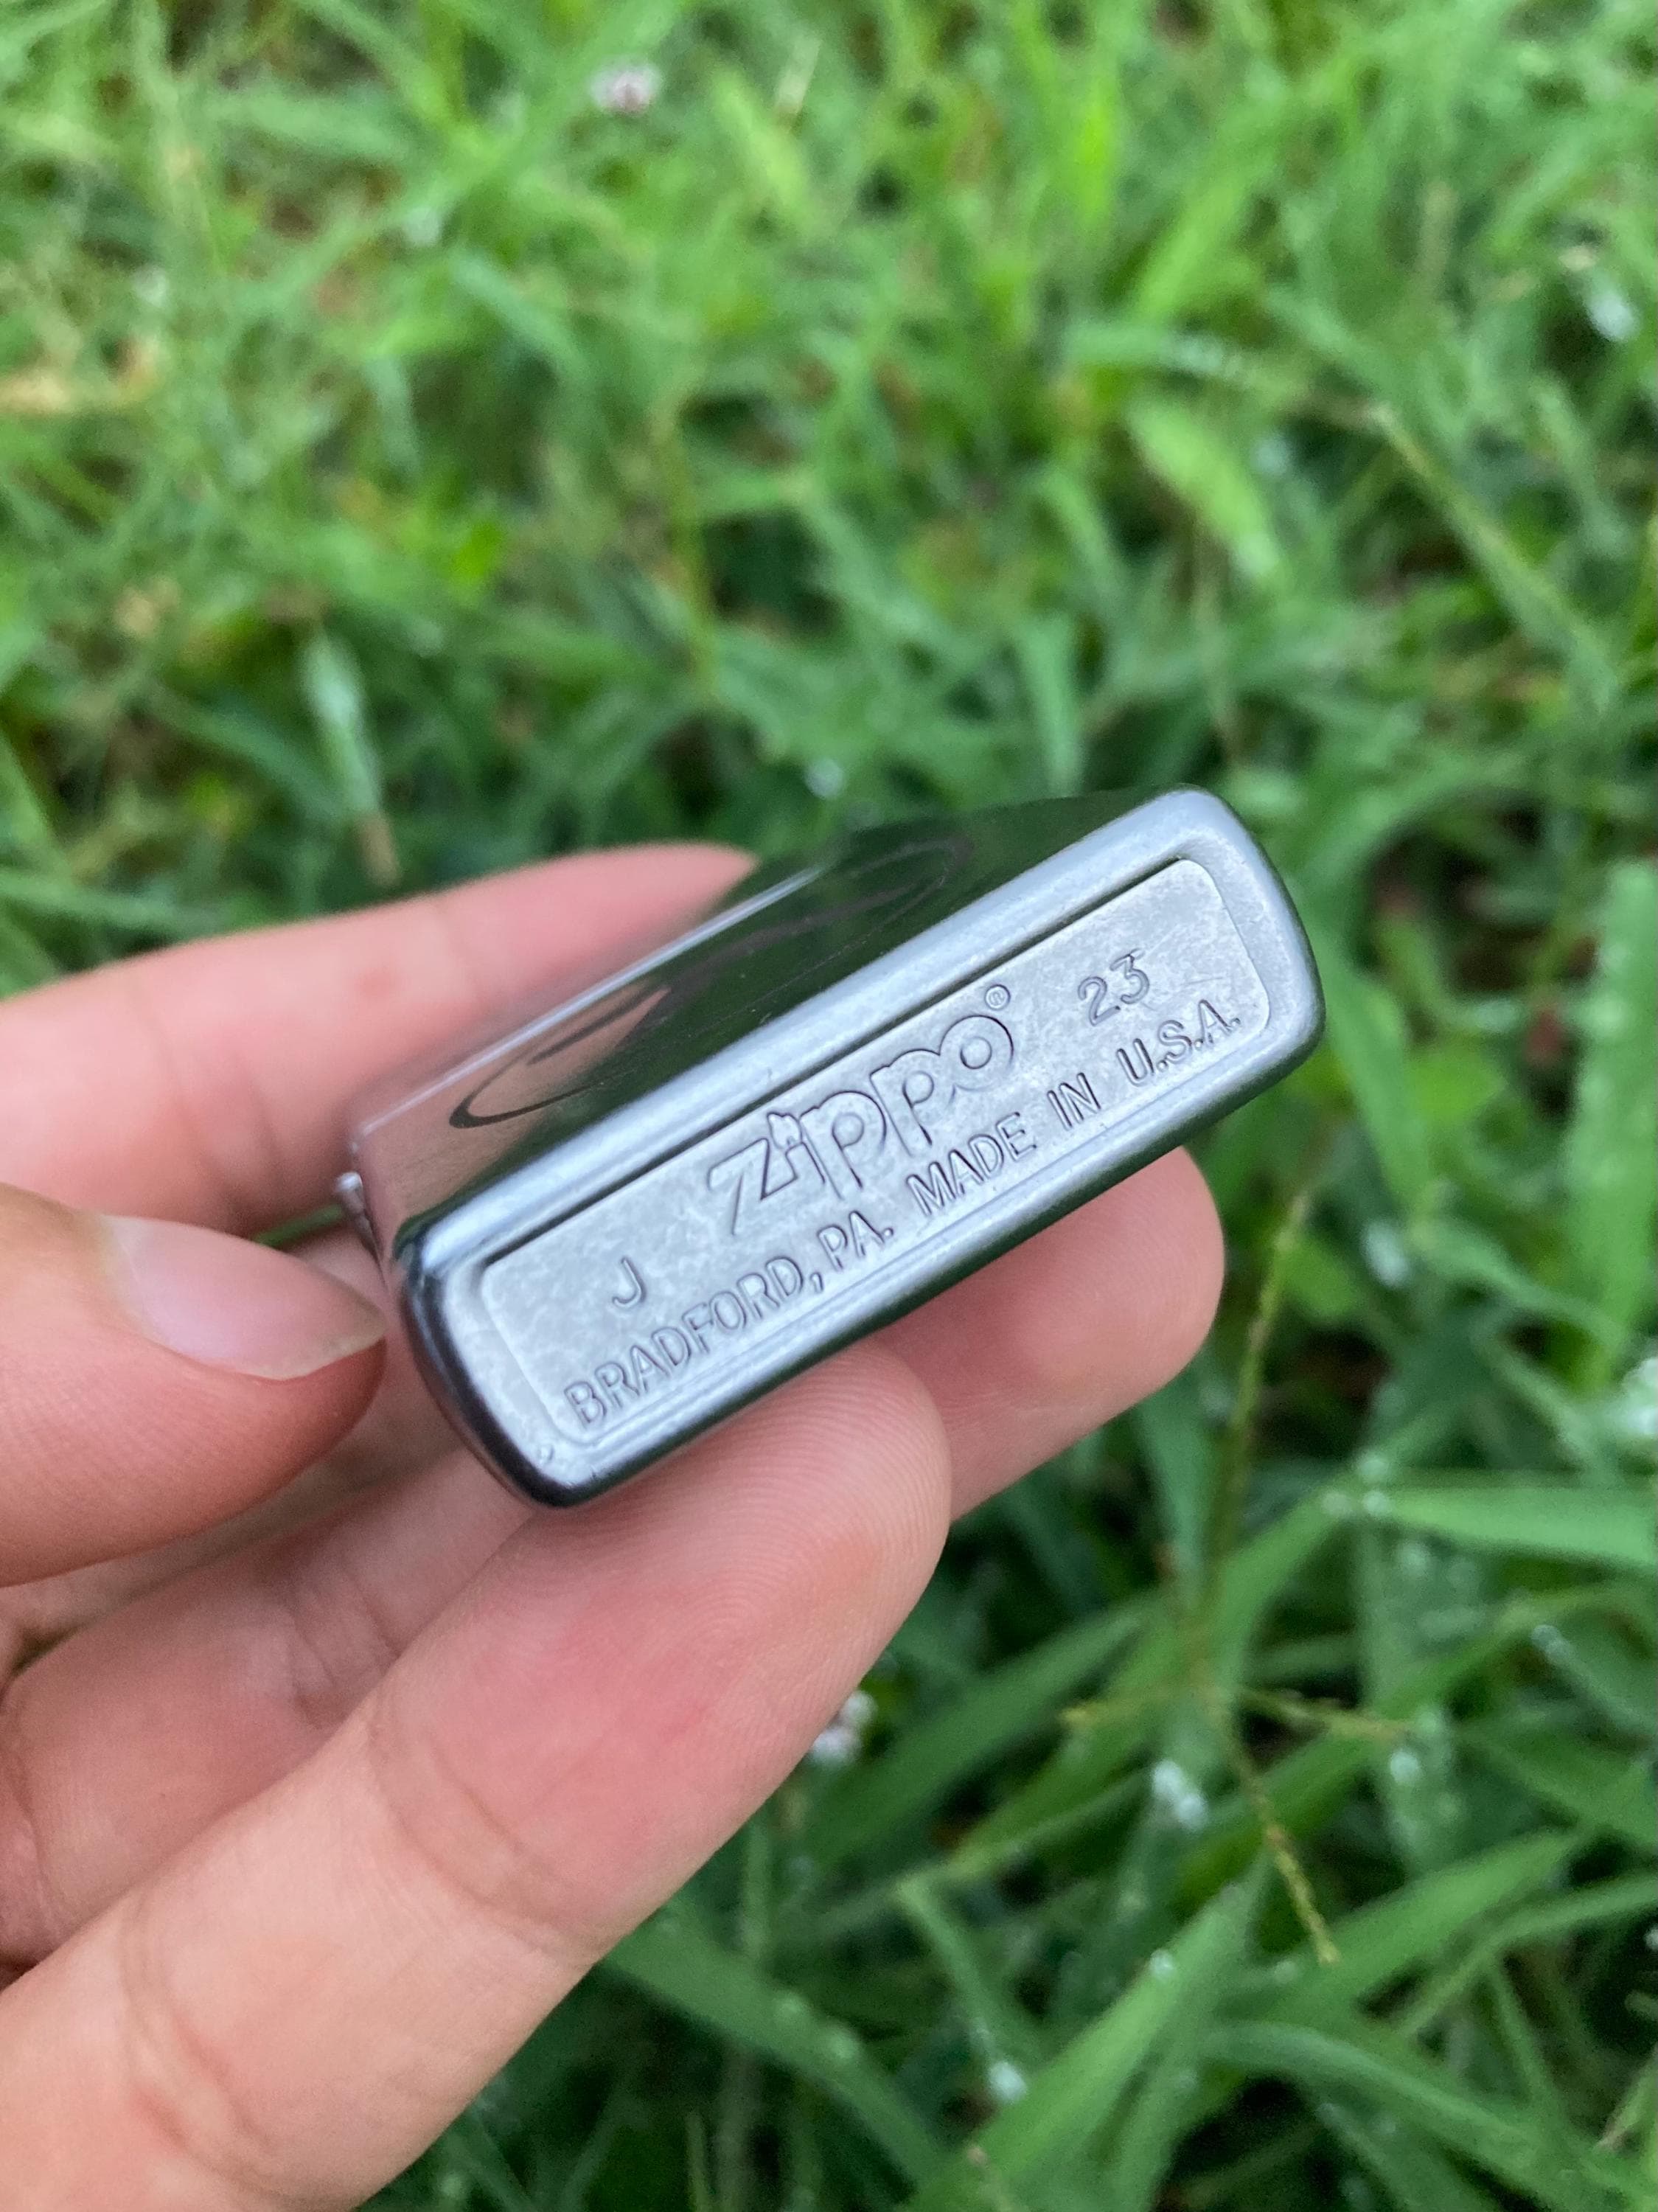 J zippo® 23
BRADFORD, PA. MADE IN U.S.A.